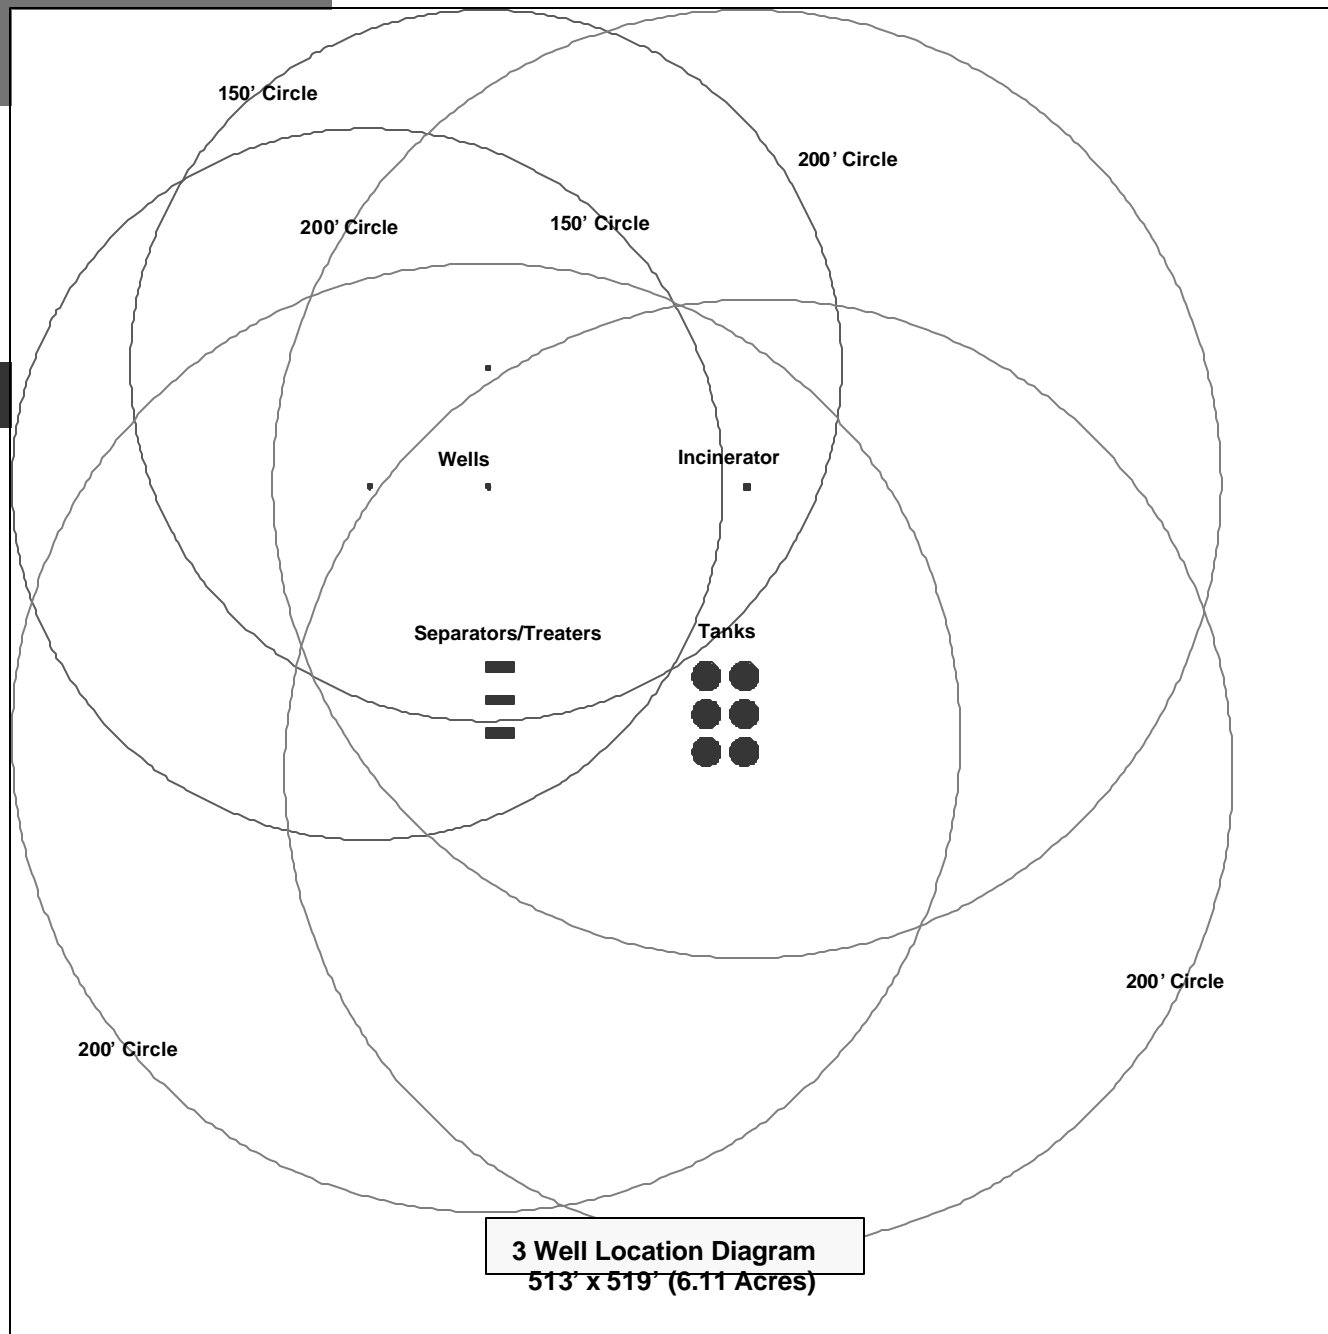 150’ Circle
200’ Circle
200’ Circle
150’ Circle
Wells
Incinerator
Separators/Treaters
Tanks
200’ Circle
200’ Circle
3 Well Location Diagram
513’ x 519’ (6.11 Acres)